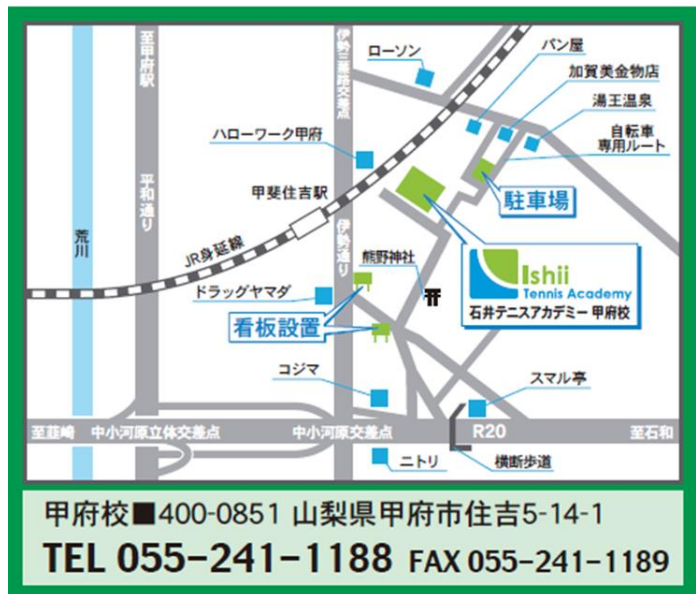 至甲府駅
平和通り
伊勢三差路交差点
ローソン
パン屋
加賀美金物店
湯王温泉
自転車
専用ルート
ハローワーク甲府
駐車場
甲斐住吉駅
荒川
JR身延線
伊勢通り
熊野神社
Ishii
Tennis Academy
石井テニスアカデミー 甲府校
ドラッグヤマダ
看板設置
コジマ
スマル亭
至韮崎
中小河原立体交差点
中小河原交差点
R20
至石和
ニトリ
横断歩道
甲府校■400-0851 山梨県甲府市住吉5-14-1
TEL 055-241-1188 FAX 055-241-1189